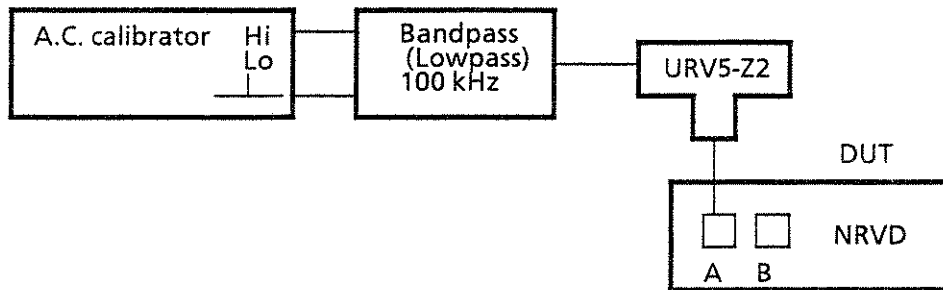 A.C. calibrator Hi
Lo
Bandpass
(Lowpass)
100 kHz
URV5-Z2
DUT
NRVD
A B